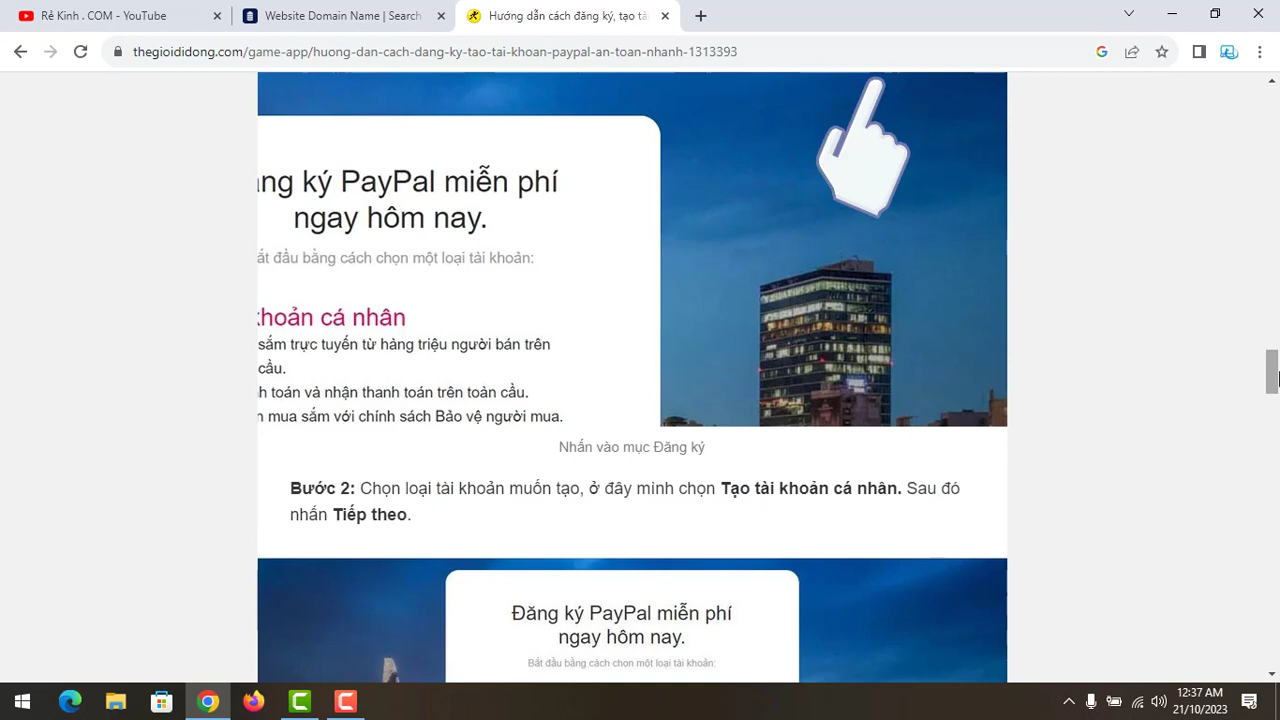 Rẻ Kinh . COM - YouTube
Website Domain Name | Search
Hướng dẫn cách đăng ký, tạo tài
thegioididong.com/game-app/huong-dan-cach-dang-ky-tao-tai-khoan-paypal-an-toan-nhanh-1313393
ng ký PayPal miễn phí
ngay hôm nay.
ắt đầu bằng cách chọn một loại tài khoản:
khoản cá nhân
sắm trực tuyến từ hàng triệu người bán trên
cầu.
h toán và nhận thanh toán trên toàn cầu.
n mua sắm với chính sách Bảo vệ người mua.
Nhấn vào mục Đăng ký
Bước 2: Chọn loại tài khoản muốn tạo, ở đây mình chọn Tạo tài khoản cá nhân. Sau đó
nhấn Tiếp theo.
Đăng ký PayPal miễn phí
ngay hôm nay.
Bắt đầu bằng cách chọn một loại tài khoản:
12:37 AM
21/10/2023